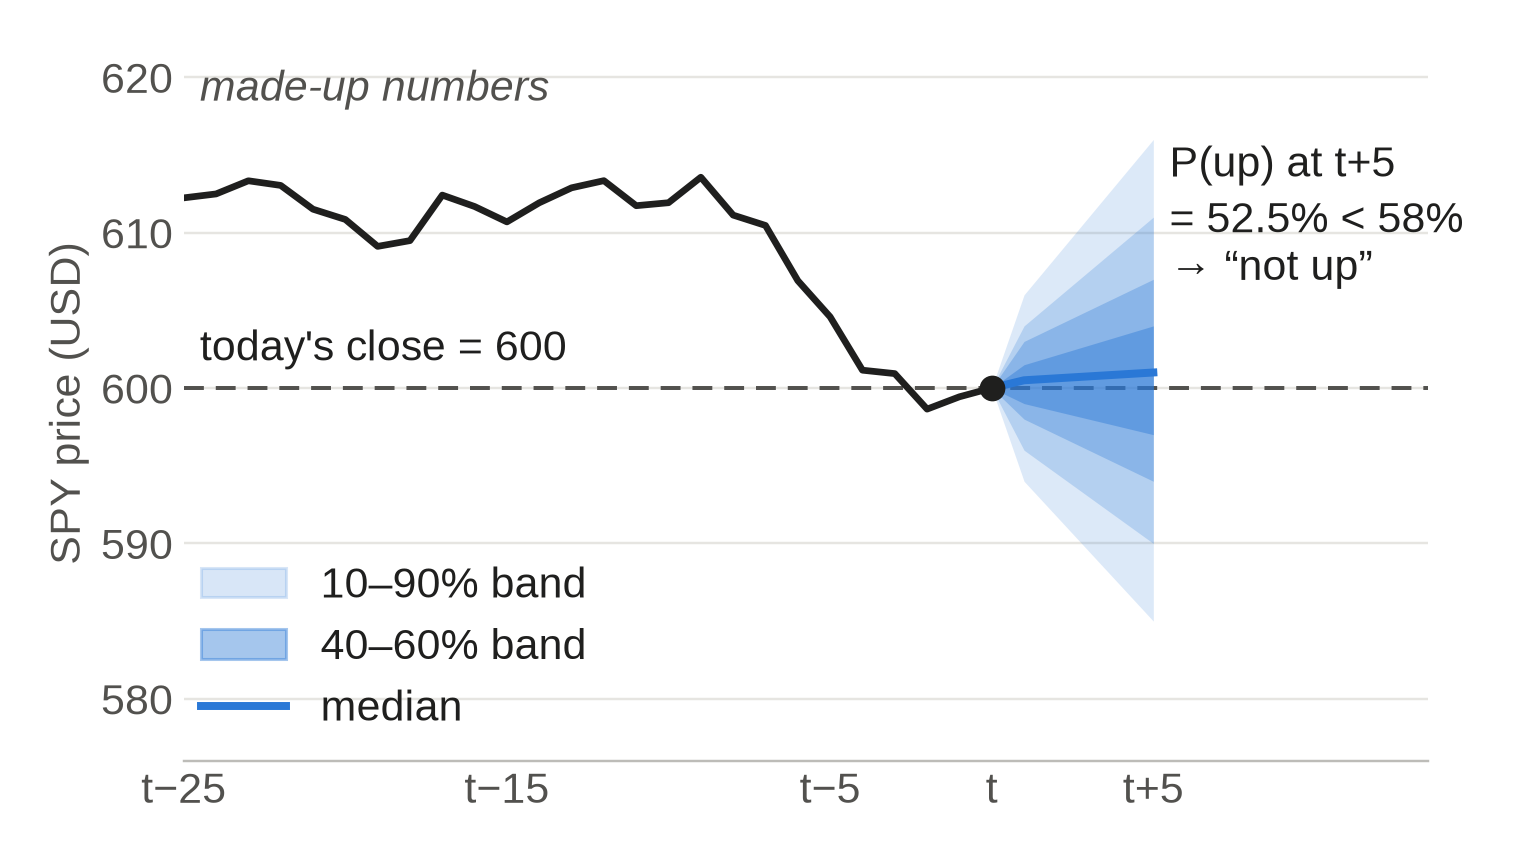 620
made-up numbers
P(up) at t+5
= 52.5% < 58%
→ “not up”
610
SPY price (USD)
today's close = 600
600
590
10–90% band
40–60% band
580
median
t−25
t−15
t−5
t
t+5